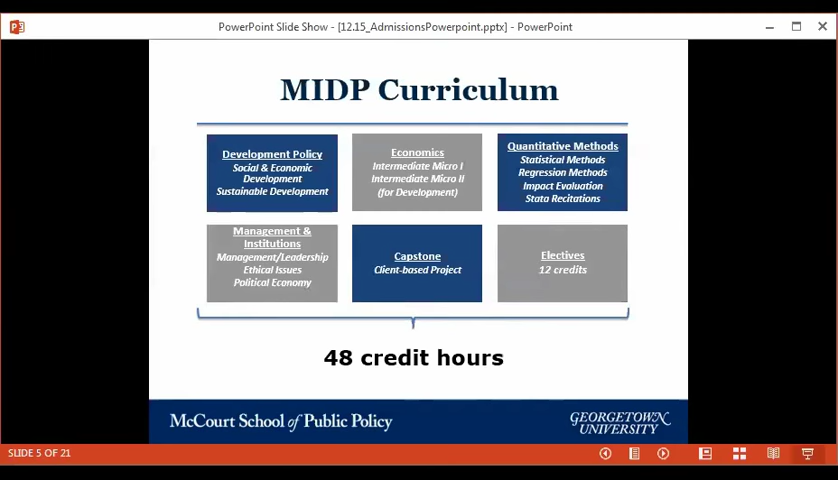 PowerPoint Slide Show - [12.15_AdmissionsPowerpoint.pptx] - PowerPoint
MIDP Curriculum
Development Policy
Social & Economic
Development
Sustainable Development
Economics
Intermediate Micro I
Intermediate Micro II
(for Development)
Quantitative Methods
Statistical Methods
Regression Methods
Impact Evaluation
Stata Recitations
Management &
Institutions
Management/Leadership
Ethical Issues
Political Economy
Capstone
Client-based Project
Electives
12 credits
48 credit hours
McCourt School of Public Policy
GEORGETOWN
UNIVERSITY
SLIDE 5 OF 21